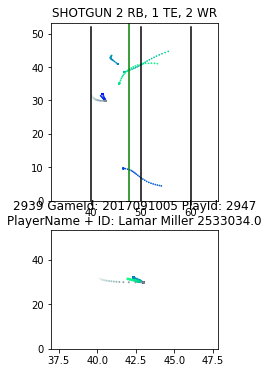 SHOTGUN 2 RB, 1 TE, 2 WR
50
40
30
20
10
0
40 50 60
2939 GameId: 2017091005 PlayId: 2947
PlayerName + ID: Lamar Miller 2533034.0
40
20
0
37.5 40.0 42.5 45.0 47.5